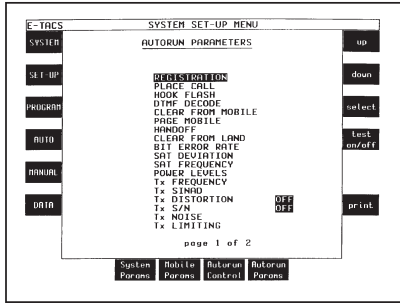 E-TACS SYSTEM SET-UP MENU
SYSTEM
AUTORUN PARAMETERS
up
SET-UP
REGISTRATION
down
PLACE CALL
HOOK FLASH
DTMF DECODE
PROGRAM
CLEAR FROM MOBILE
select
PAGE MOBILE
HANDOFF
CLEAR FROM LAND
AUTO
BIT ERROR RATE
test
on/off
SAT DEVIATION
SAT FREQUENCY
MANUAL
POWER LEVELS
Tx FREQUENCY
Tx SINAD
DATA
Tx DISTORTION OFF
print
Tx S/N OFF
Tx NOISE
Tx LIMITING
page 1 of 2
System Params
Mobile Params
Autorun Control
Autorun Params